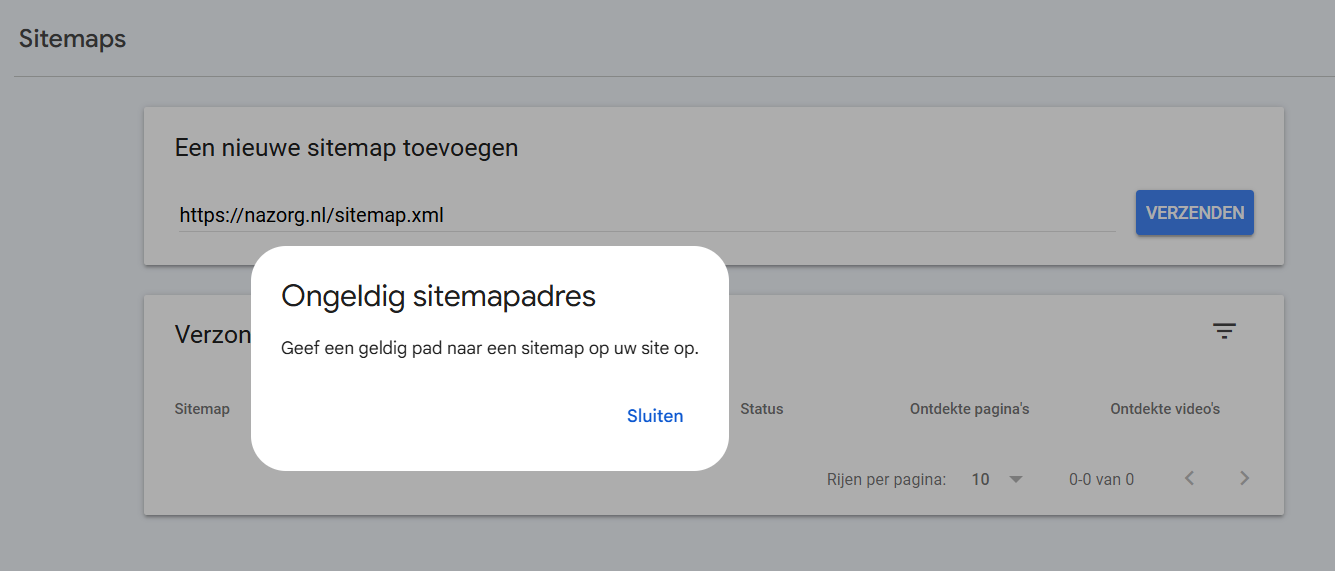 Sitemaps
Een nieuwe sitemap toevoegen
https://nazorg.nl/sitemap.xml
VERZENDEN
Ongeldig sitemapadres
Geef een geldig pad naar een sitemap op uw site op.
Sluiten
Verzon
Sitemap
Status
Ontdekte pagina's
Ontdekte video's
Rijen per pagina:
10
0-0 van 0